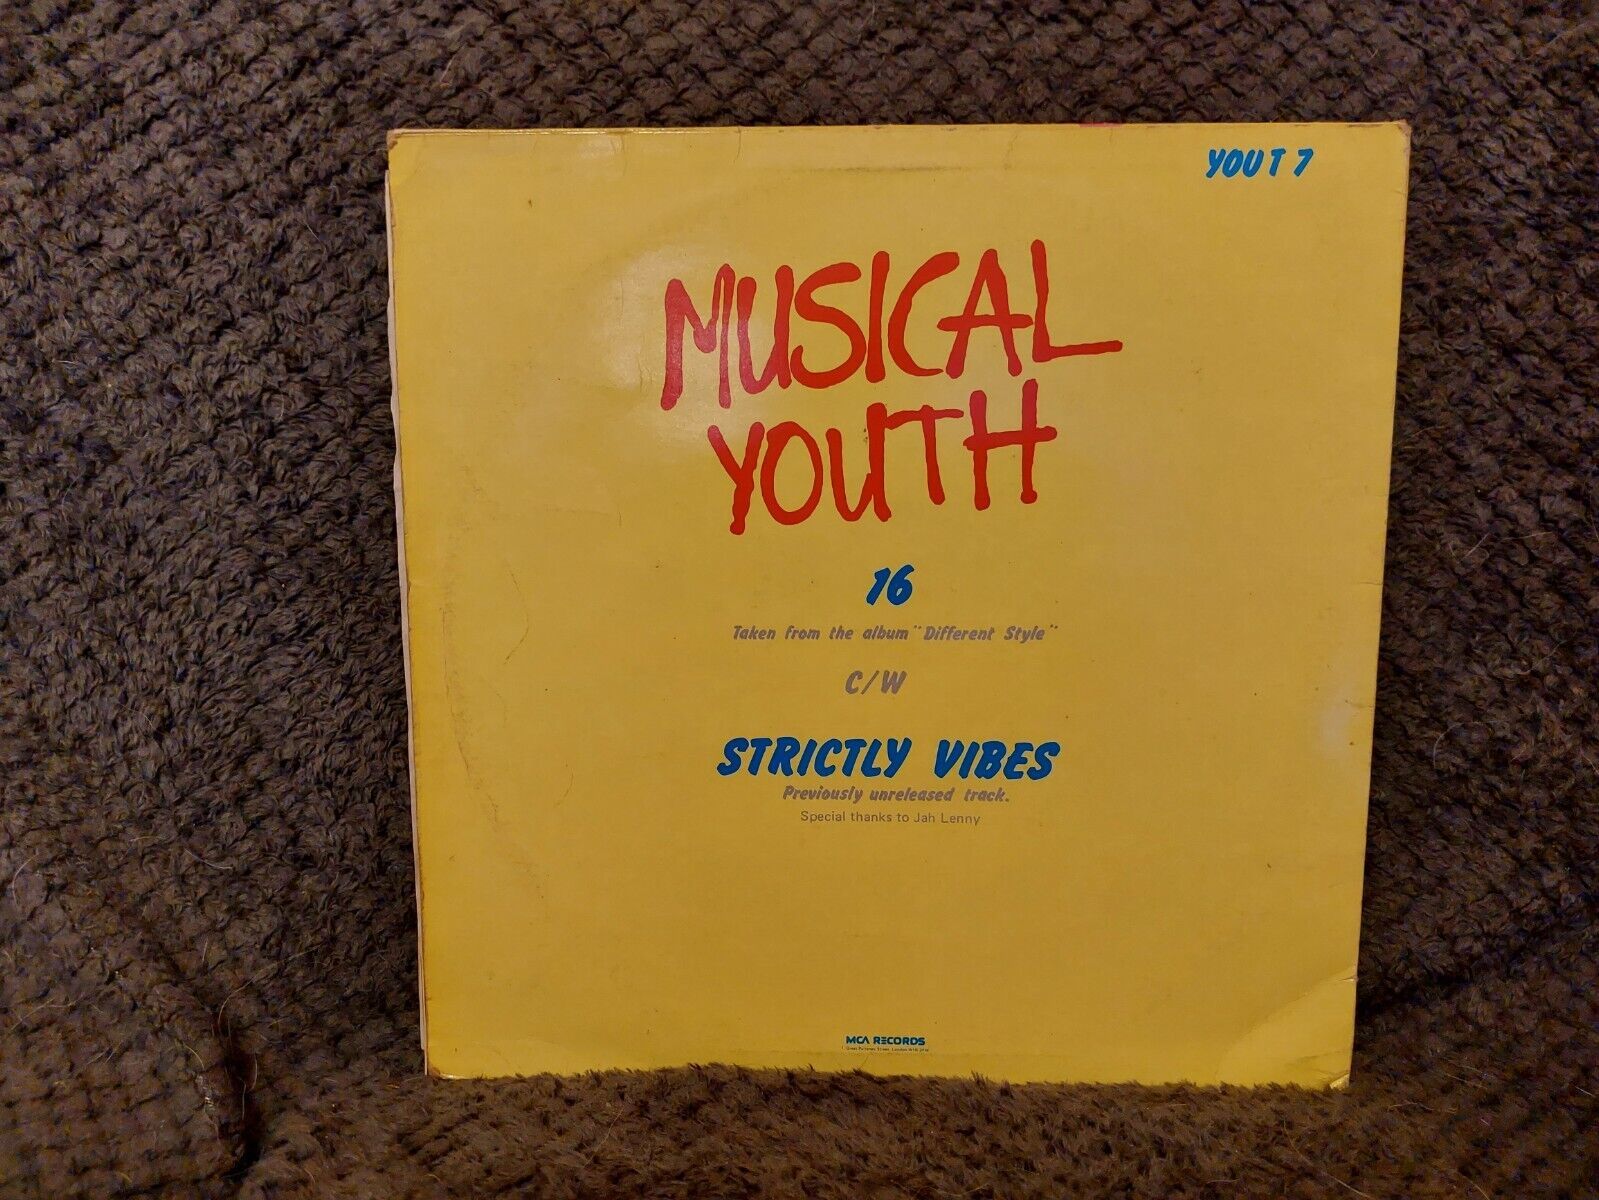 YOU T 7
MUSICAL
YOUTH
16
Taken from the album "Different Style"
C/W
STRICTLY VIBES
Previously unreleased track.
Special thanks to Jah Lenny
MCA RECORDS